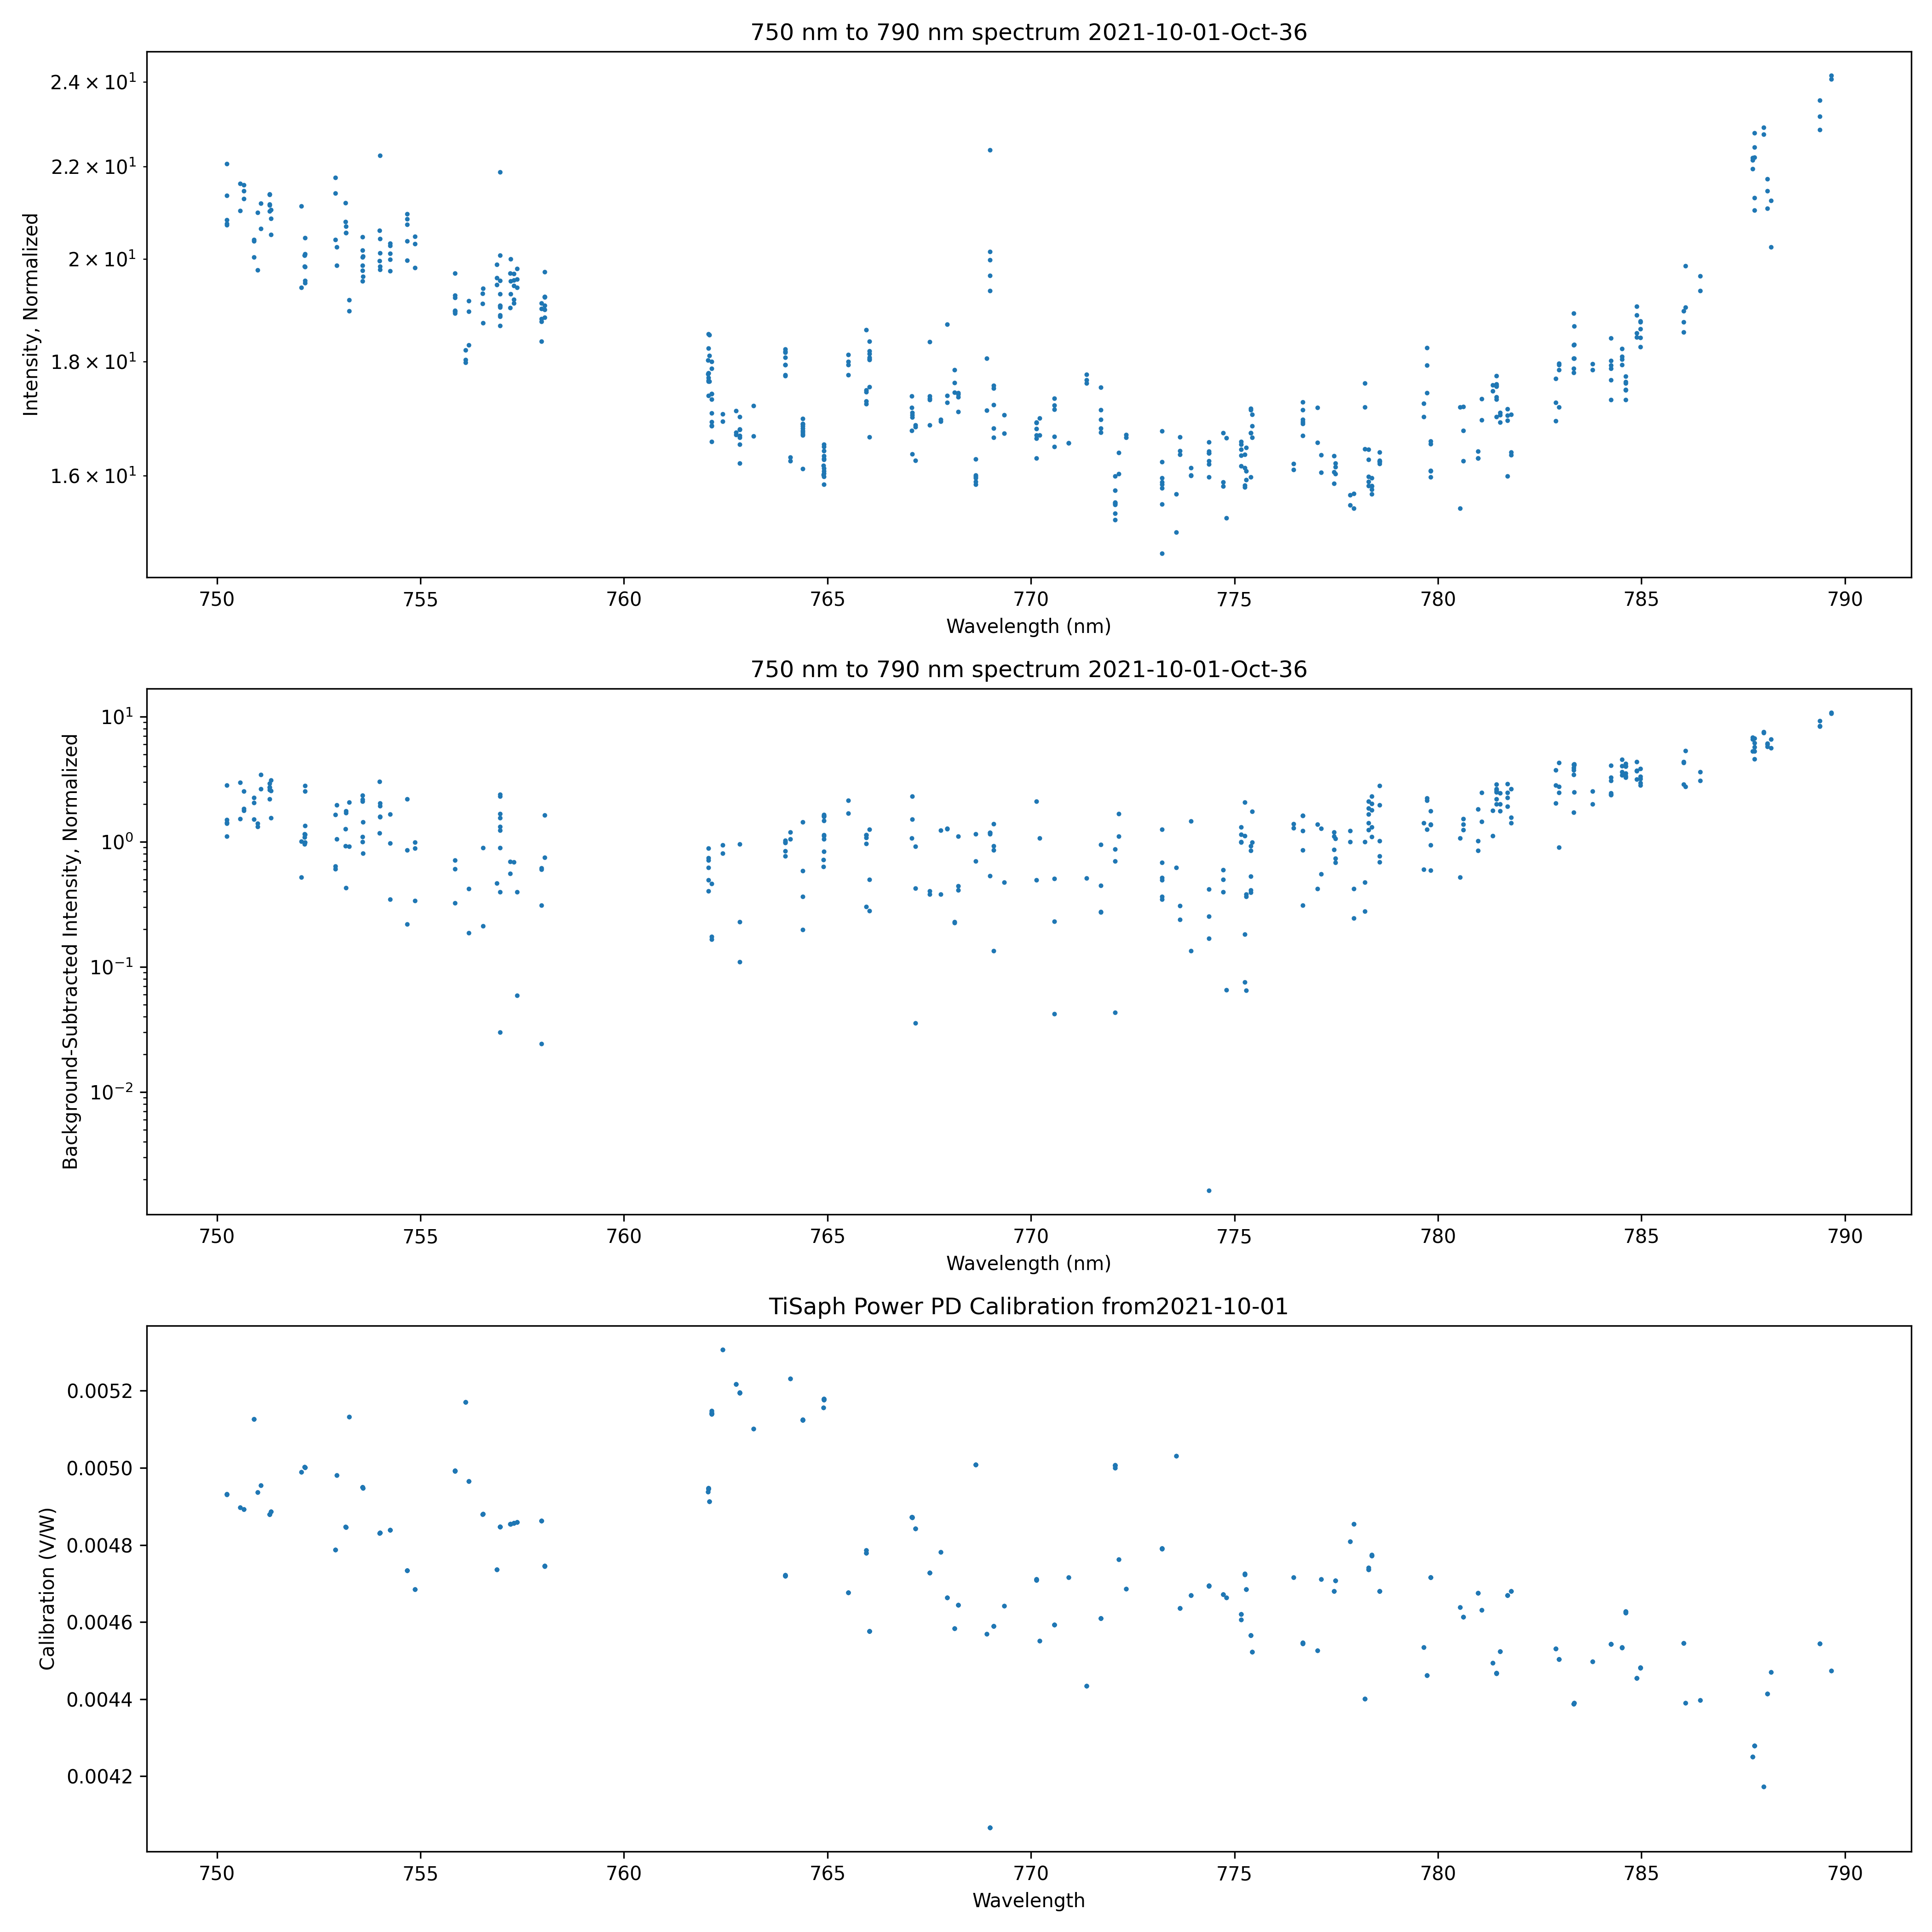 750 nm to 790 nm spectrum 2021-10-01-Oct-36
Intensity, Normalized
2.4 × 10¹
2.2 × 10¹
2 × 10¹
1.8 × 10¹
1.6 × 10¹
750 755 760 765 770 775 780 785 790
Wavelength (nm)
750 nm to 790 nm spectrum 2021-10-01-Oct-36
Background-Subtracted Intensity, Normalized
10¹
10⁰
10⁻¹
10⁻²
750 755 760 765 770 775 780 785 790
Wavelength (nm)
TiSaph Power PD Calibration from2021-10-01
Calibration (V/W)
0.0052
0.0050
0.0048
0.0046
0.0044
0.0042
750 755 760 765 770 775 780 785 790
Wavelength